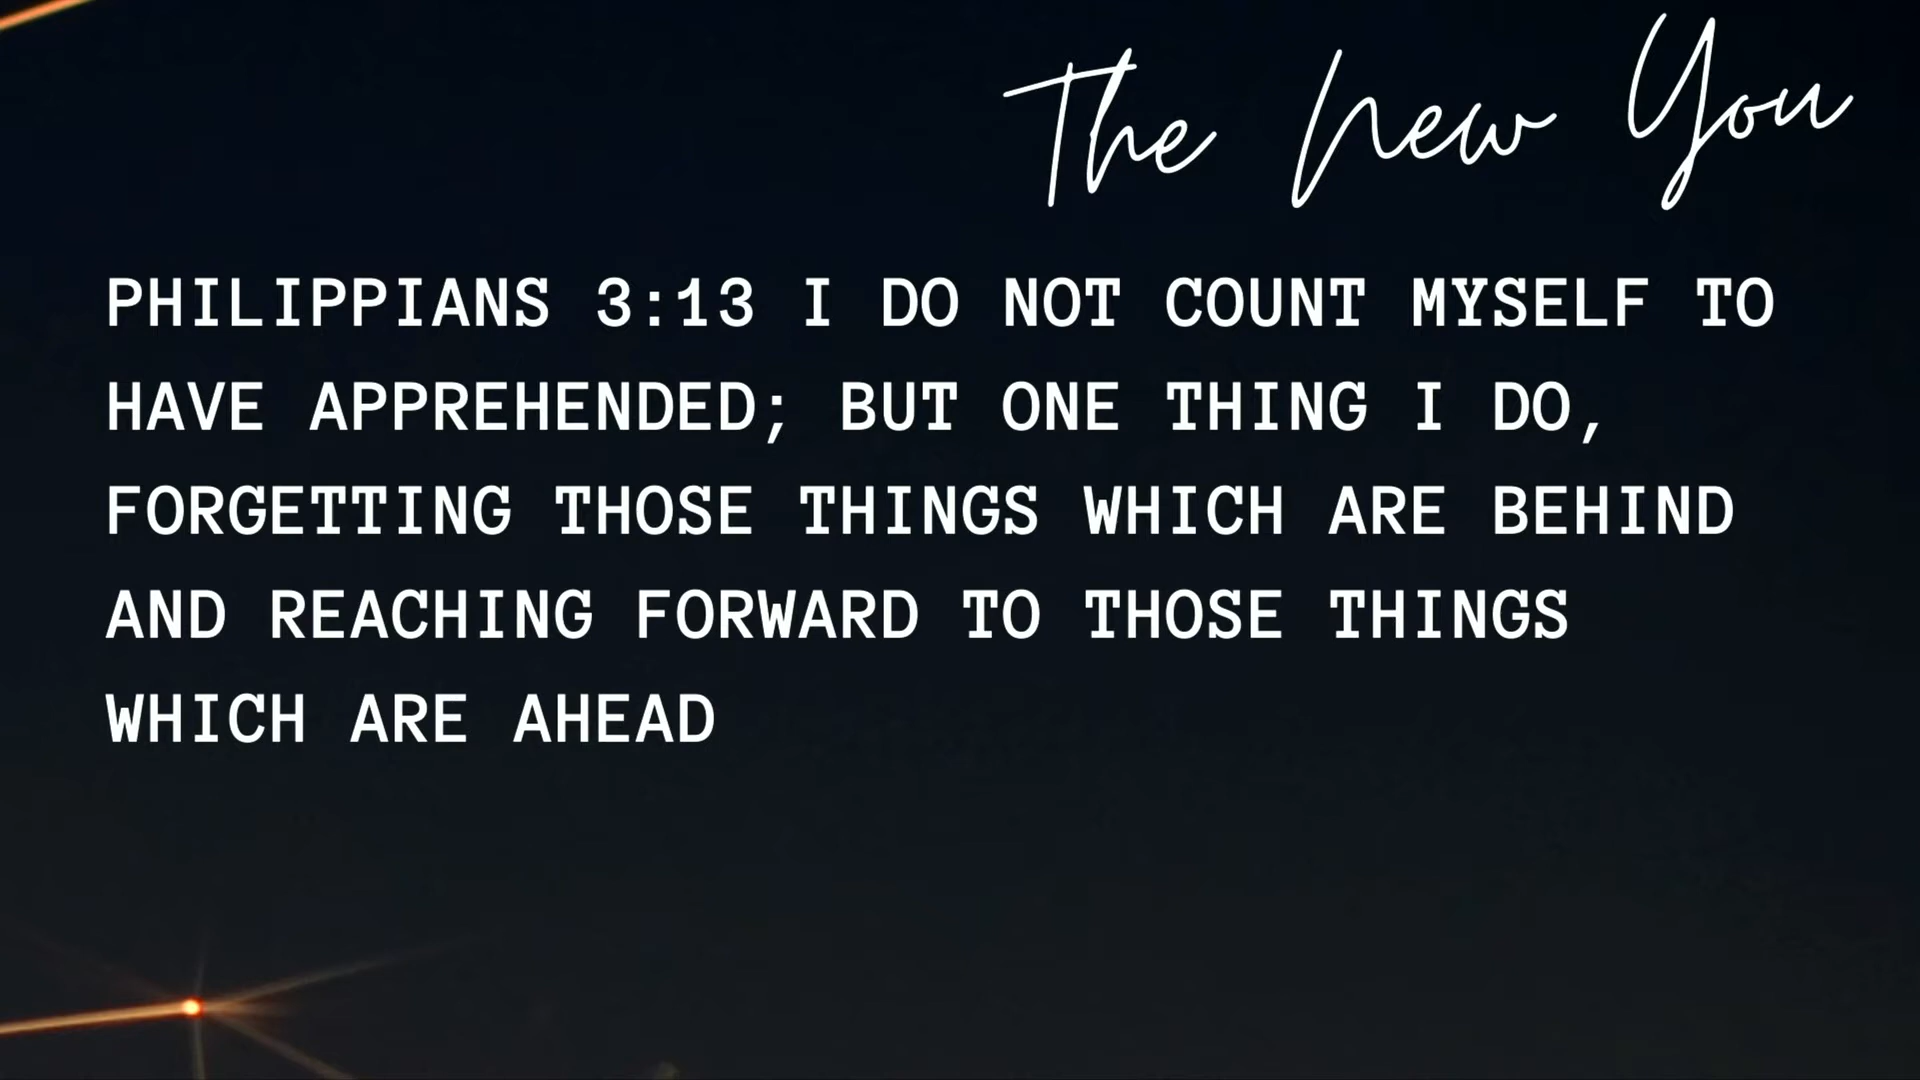 The New You
PHILIPPIANS 3:13 I DO NOT COUNT MYSELF TO
HAVE APPREHENDED; BUT ONE THING I DO,
FORGETTING THOSE THINGS WHICH ARE BEHIND
AND REACHING FORWARD TO THOSE THINGS
WHICH ARE AHEAD